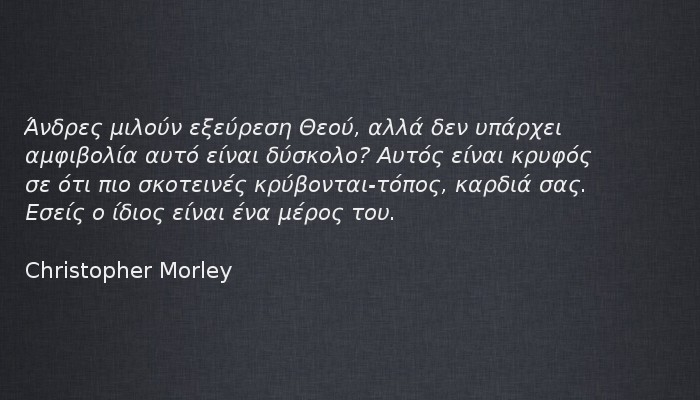 Άνδρες μιλούν εξεύρεση Θεού, αλλά δεν υπάρχει
αμφιβολία αυτό είναι δύσκολο? Αυτός είναι κρυφός
σε ότι πιο σκοτεινές κρύβονται-τόπος, καρδιά σας.
Εσείς ο ίδιος είναι ένα μέρος του.
Christopher Morley